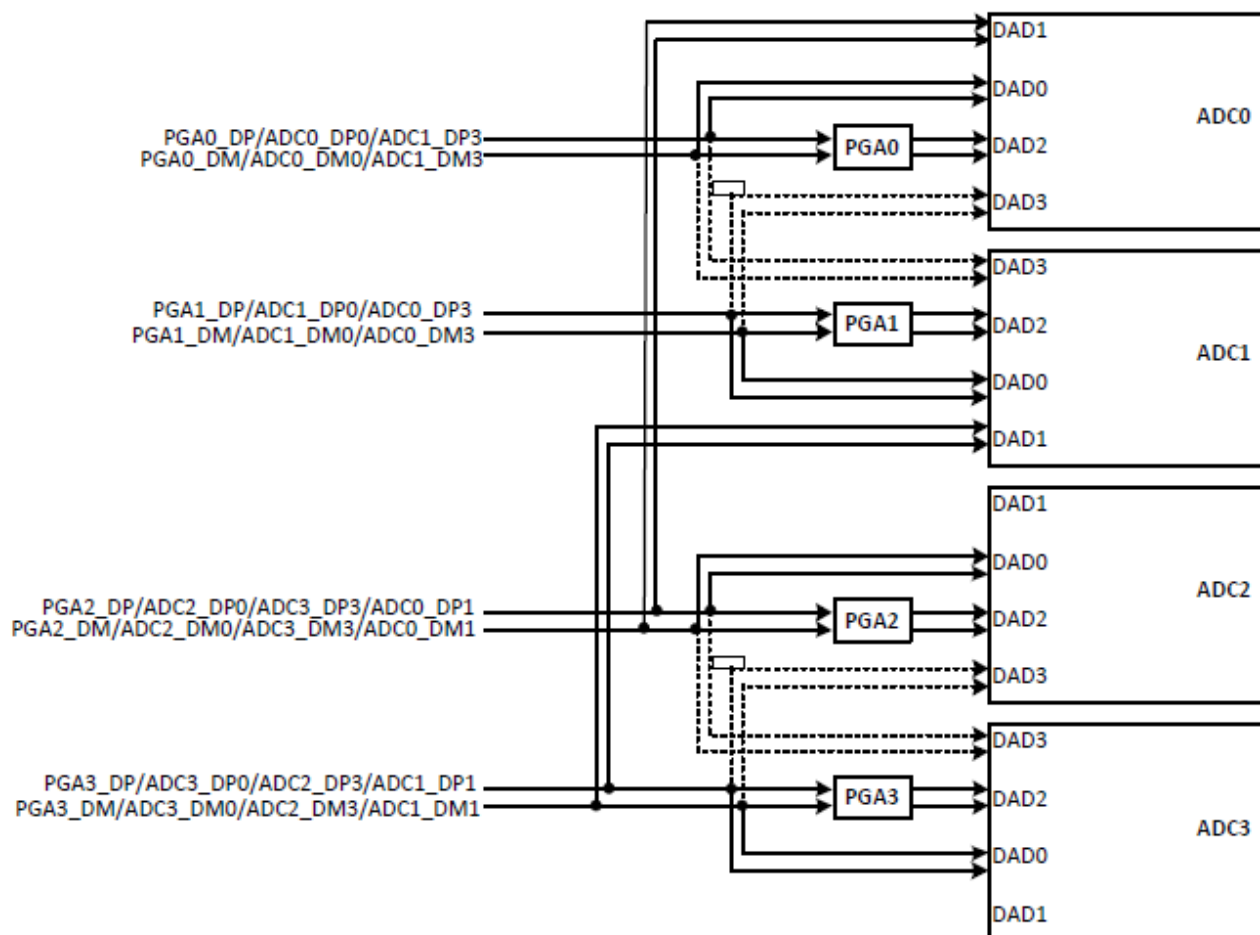 DAD1
DAD0
ADC0
PGA0_DP/ADC0_DP0/ADC1_DP3
PGA0_DM/ADC0_DM0/ADC1_DM3
PGA0
DAD2
DAD3
DAD3
PGA1_DP/ADC1_DP0/ADC0_DP3
PGA1_DM/ADC1_DM0/ADC0_DM3
PGA1
DAD2
ADC1
DAD0
DAD1
DAD1
DAD0
ADC2
PGA2_DP/ADC2_DP0/ADC3_DP3/ADC0_DP1
PGA2_DM/ADC2_DM0/ADC3_DM3/ADC0_DM1
PGA2
DAD2
DAD3
DAD3
PGA3_DP/ADC3_DP0/ADC2_DP3/ADC1_DP1
PGA3_DM/ADC3_DM0/ADC2_DM3/ADC1_DM1
PGA3
DAD2
ADC3
DAD0
DAD1